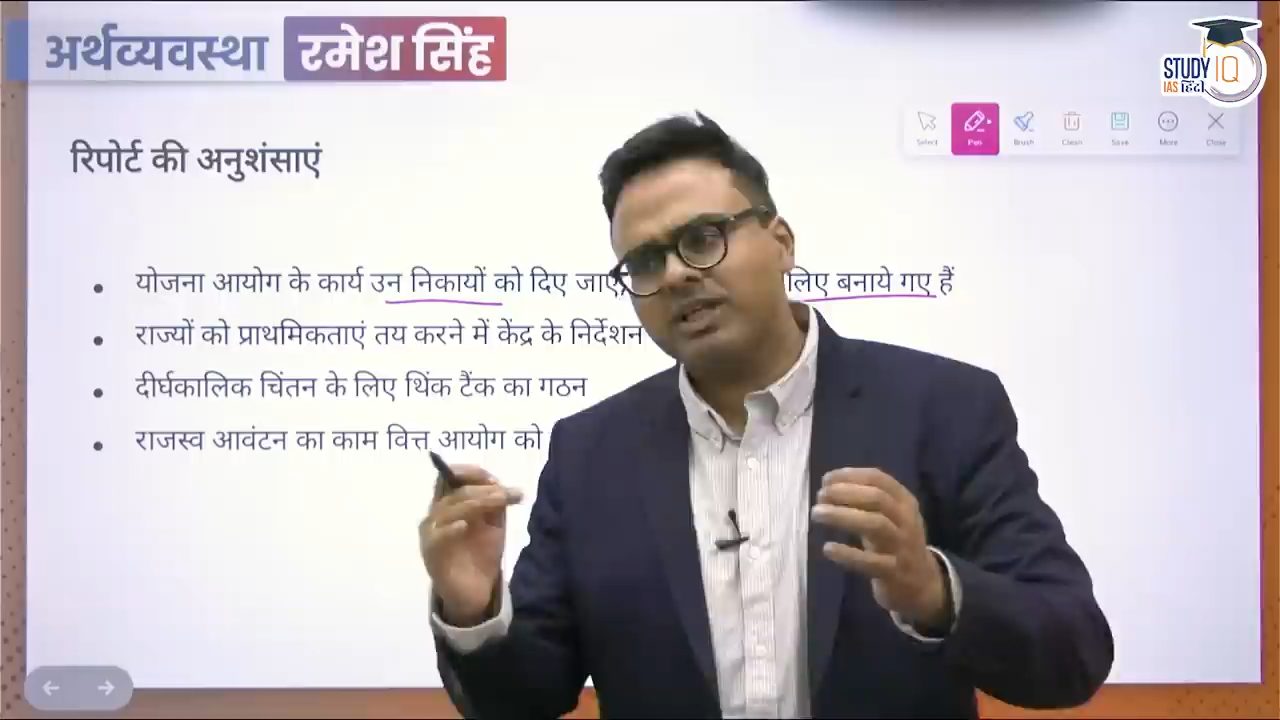 अर्थव्यवस्था रमेश सिंह
STUDY IQ
IAS हिंदी
Select Pen Brush Clean Save More Close
रिपोर्ट की अनुशंसाएं
• योजना आयोग के कार्य उन निकायों को दिए जाएं, लिए बनाये गए हैं
• राज्यों को प्राथमिकताएं तय करने में केंद्र के निर्देशन
• दीर्घकालिक चिंतन के लिए थिंक टैंक का गठन
• राजस्व आवंटन का काम वित्त आयोग को